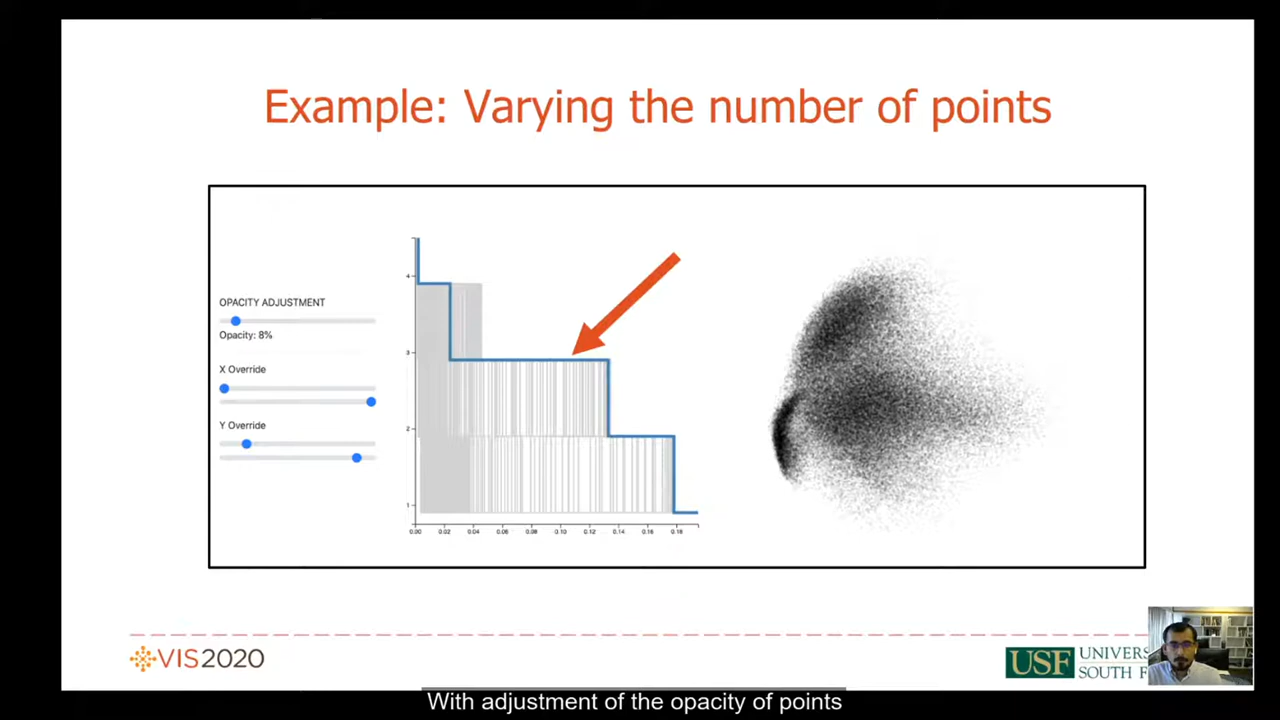 Example: Varying the number of points
OPACITY ADJUSTMENT
Opacity: 8%
X Override
Y Override
4
3
2
1
0.00 0.02 0.04 0.06 0.08 0.10 0.12 0.14 0.16 0.18
VIS2020
USF
UNIVERS
SOUTH F
With adjustment of the opacity of points